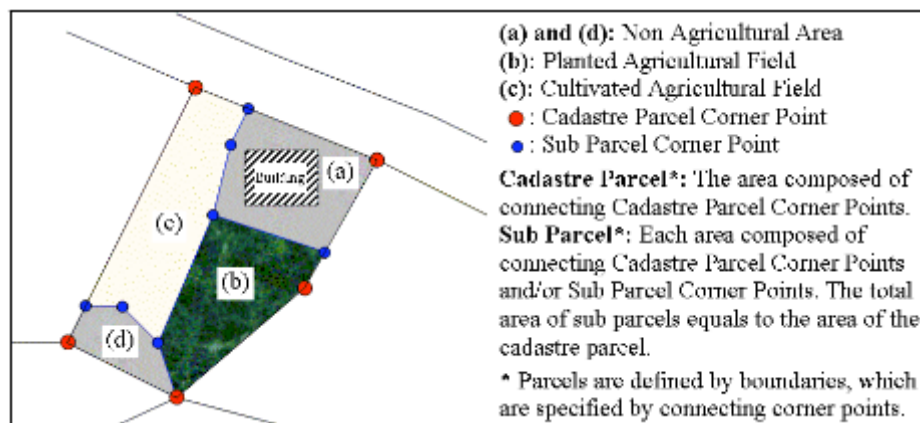 (a) and (d): Non Agricultural Area
(b): Planted Agricultural Field
(c): Cultivated Agricultural Field
: Cadastre Parcel Corner Point
: Sub Parcel Corner Point
Cadastre Parcel*: The area composed of
connecting Cadastre Parcel Corner Points.
Sub Parcel*: Each area composed of
connecting Cadastre Parcel Corner Points
and/or Sub Parcel Corner Points. The total
area of sub parcels equals to the area of the
cadastre parcel.
* Parcels are defined by boundaries, which
are specified by connecting corner points.
(a)
Building
(c)
(b)
(d)